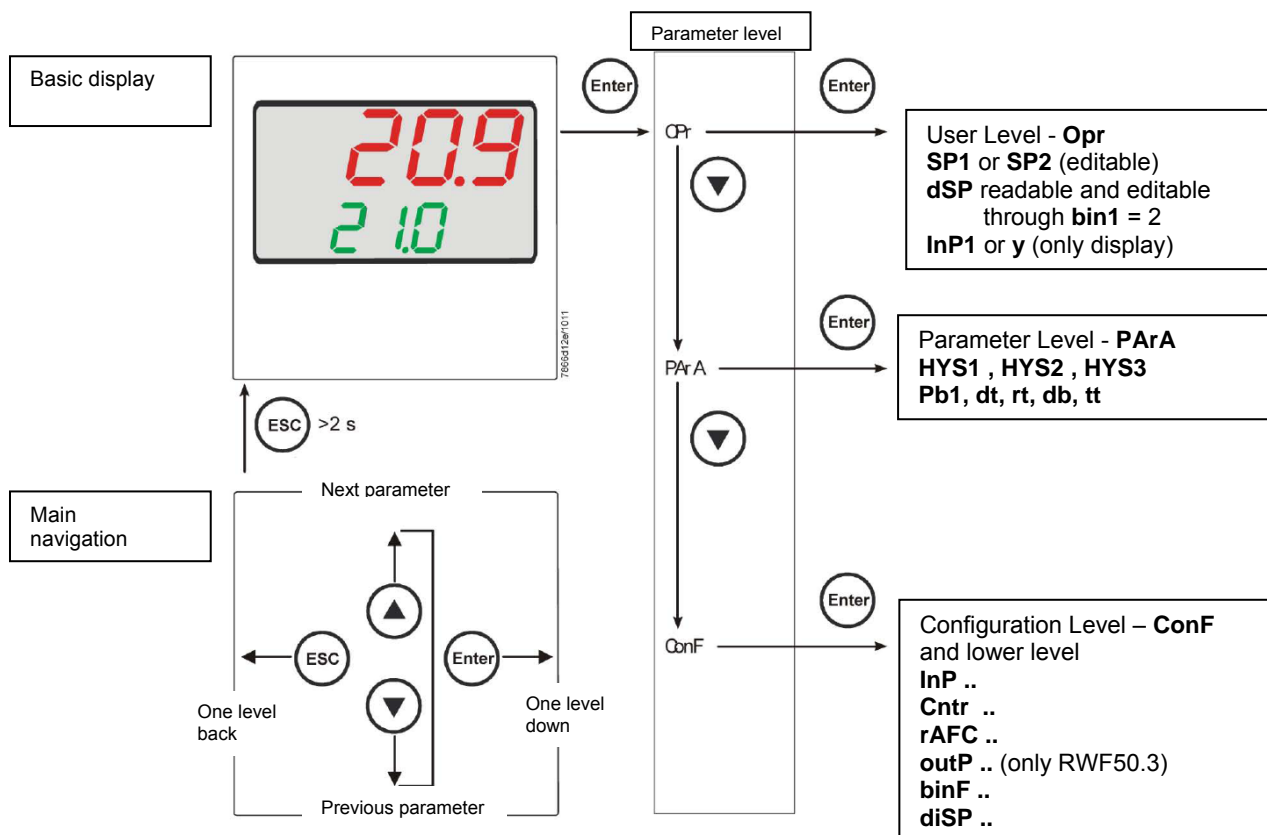 Basic display
20.9
21.0
7866d12e/1011
Enter
Parameter level
OPr
Enter
User Level - Opr
SP1 or SP2 (editable)
dSP readable and editable
through bin1 = 2
InP1 or y (only display)
PArA
Enter
Parameter Level - PArA
HYS1 , HYS2 , HYS3
Pb1, dt, rt, db, tt
ESC >2 s
Main
navigation
Next parameter
ESC
Enter
One level
back
One level
down
Previous parameter
ConF
Enter
Configuration Level – ConF
and lower level
InP ..
Cntr ..
rAFC ..
outP .. (only RWF50.3)
binF ..
diSP ..